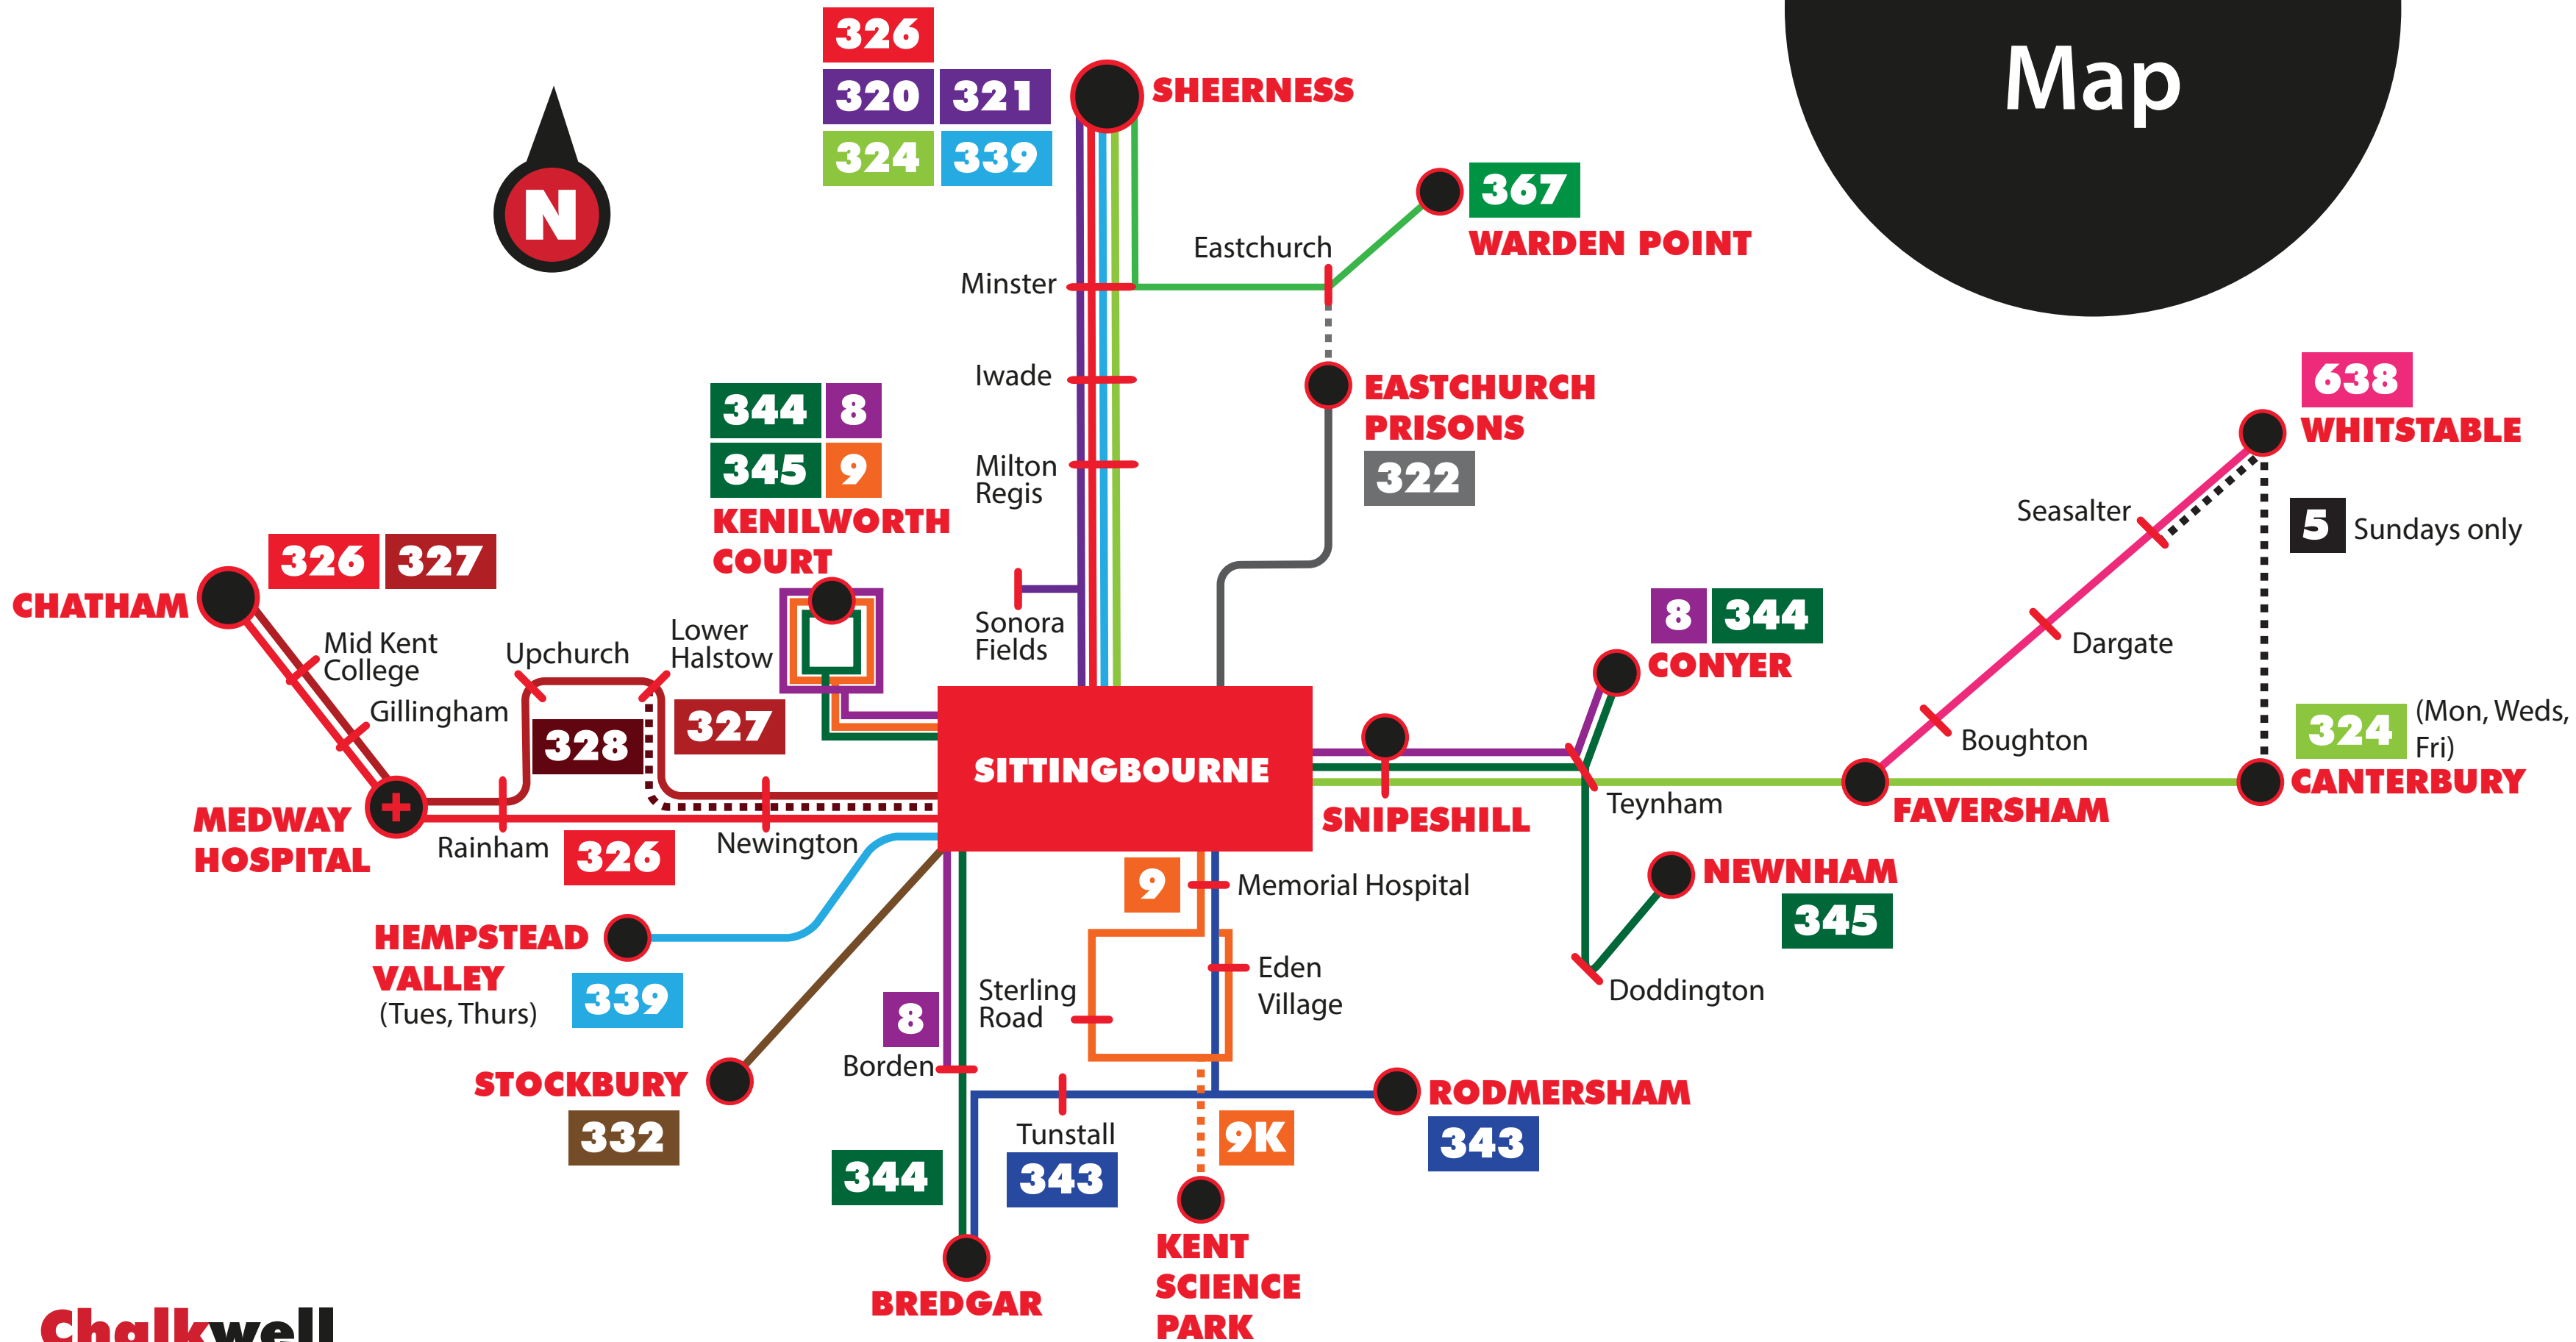 Map
N
326
320 321
324 339
SHEERNESS
367
WARDEN POINT
Eastchurch
Minster
Iwade
Milton
Regis
Sonora
Fields
EASTCHURCH
PRISONS
322
344 8
345 9
KENILWORTH
COURT
638
WHITSTABLE
Seasalter
5 Sundays only
Dargate
Boughton
324 (Mon, Weds,
Fri)
CANTERBURY
FAVERSHAM
326 327
CHATHAM
Mid Kent
College
Gillingham
Upchurch
Lower
Halstow
328
327
MEDWAY
HOSPITAL
Rainham
326
Newington
SITTINGBOURNE
8 344
CONYER
SNIPESHILL
Teynham
NEWNHAM
345
Doddington
HEMPSTEAD
VALLEY
(Tues, Thurs)
339
STOCKBURY
332
8
Borden
344
BREDGAR
9
Memorial Hospital
Eden
Village
Sterling
Road
Tunstall
343
9K
RODMERSHAM
343
KENT
SCIENCE
PARK
Chalkwell